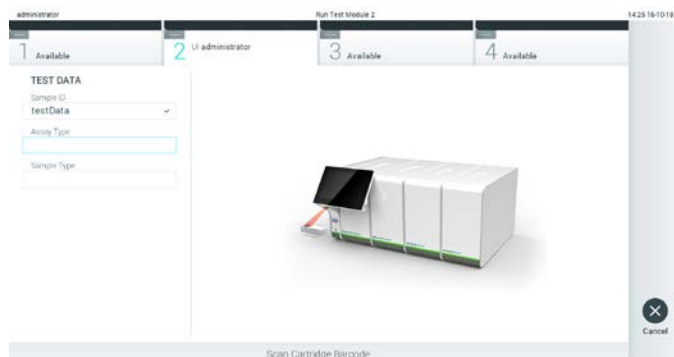 administrator
Run Test Module 2
14:25 16-10-18
1 Available
2 UI administrator
3 Available
4 Available
TEST DATA
Sample ID
testData
Assay Type
Sample Type
Cancel
Scan Cartridge Barcode